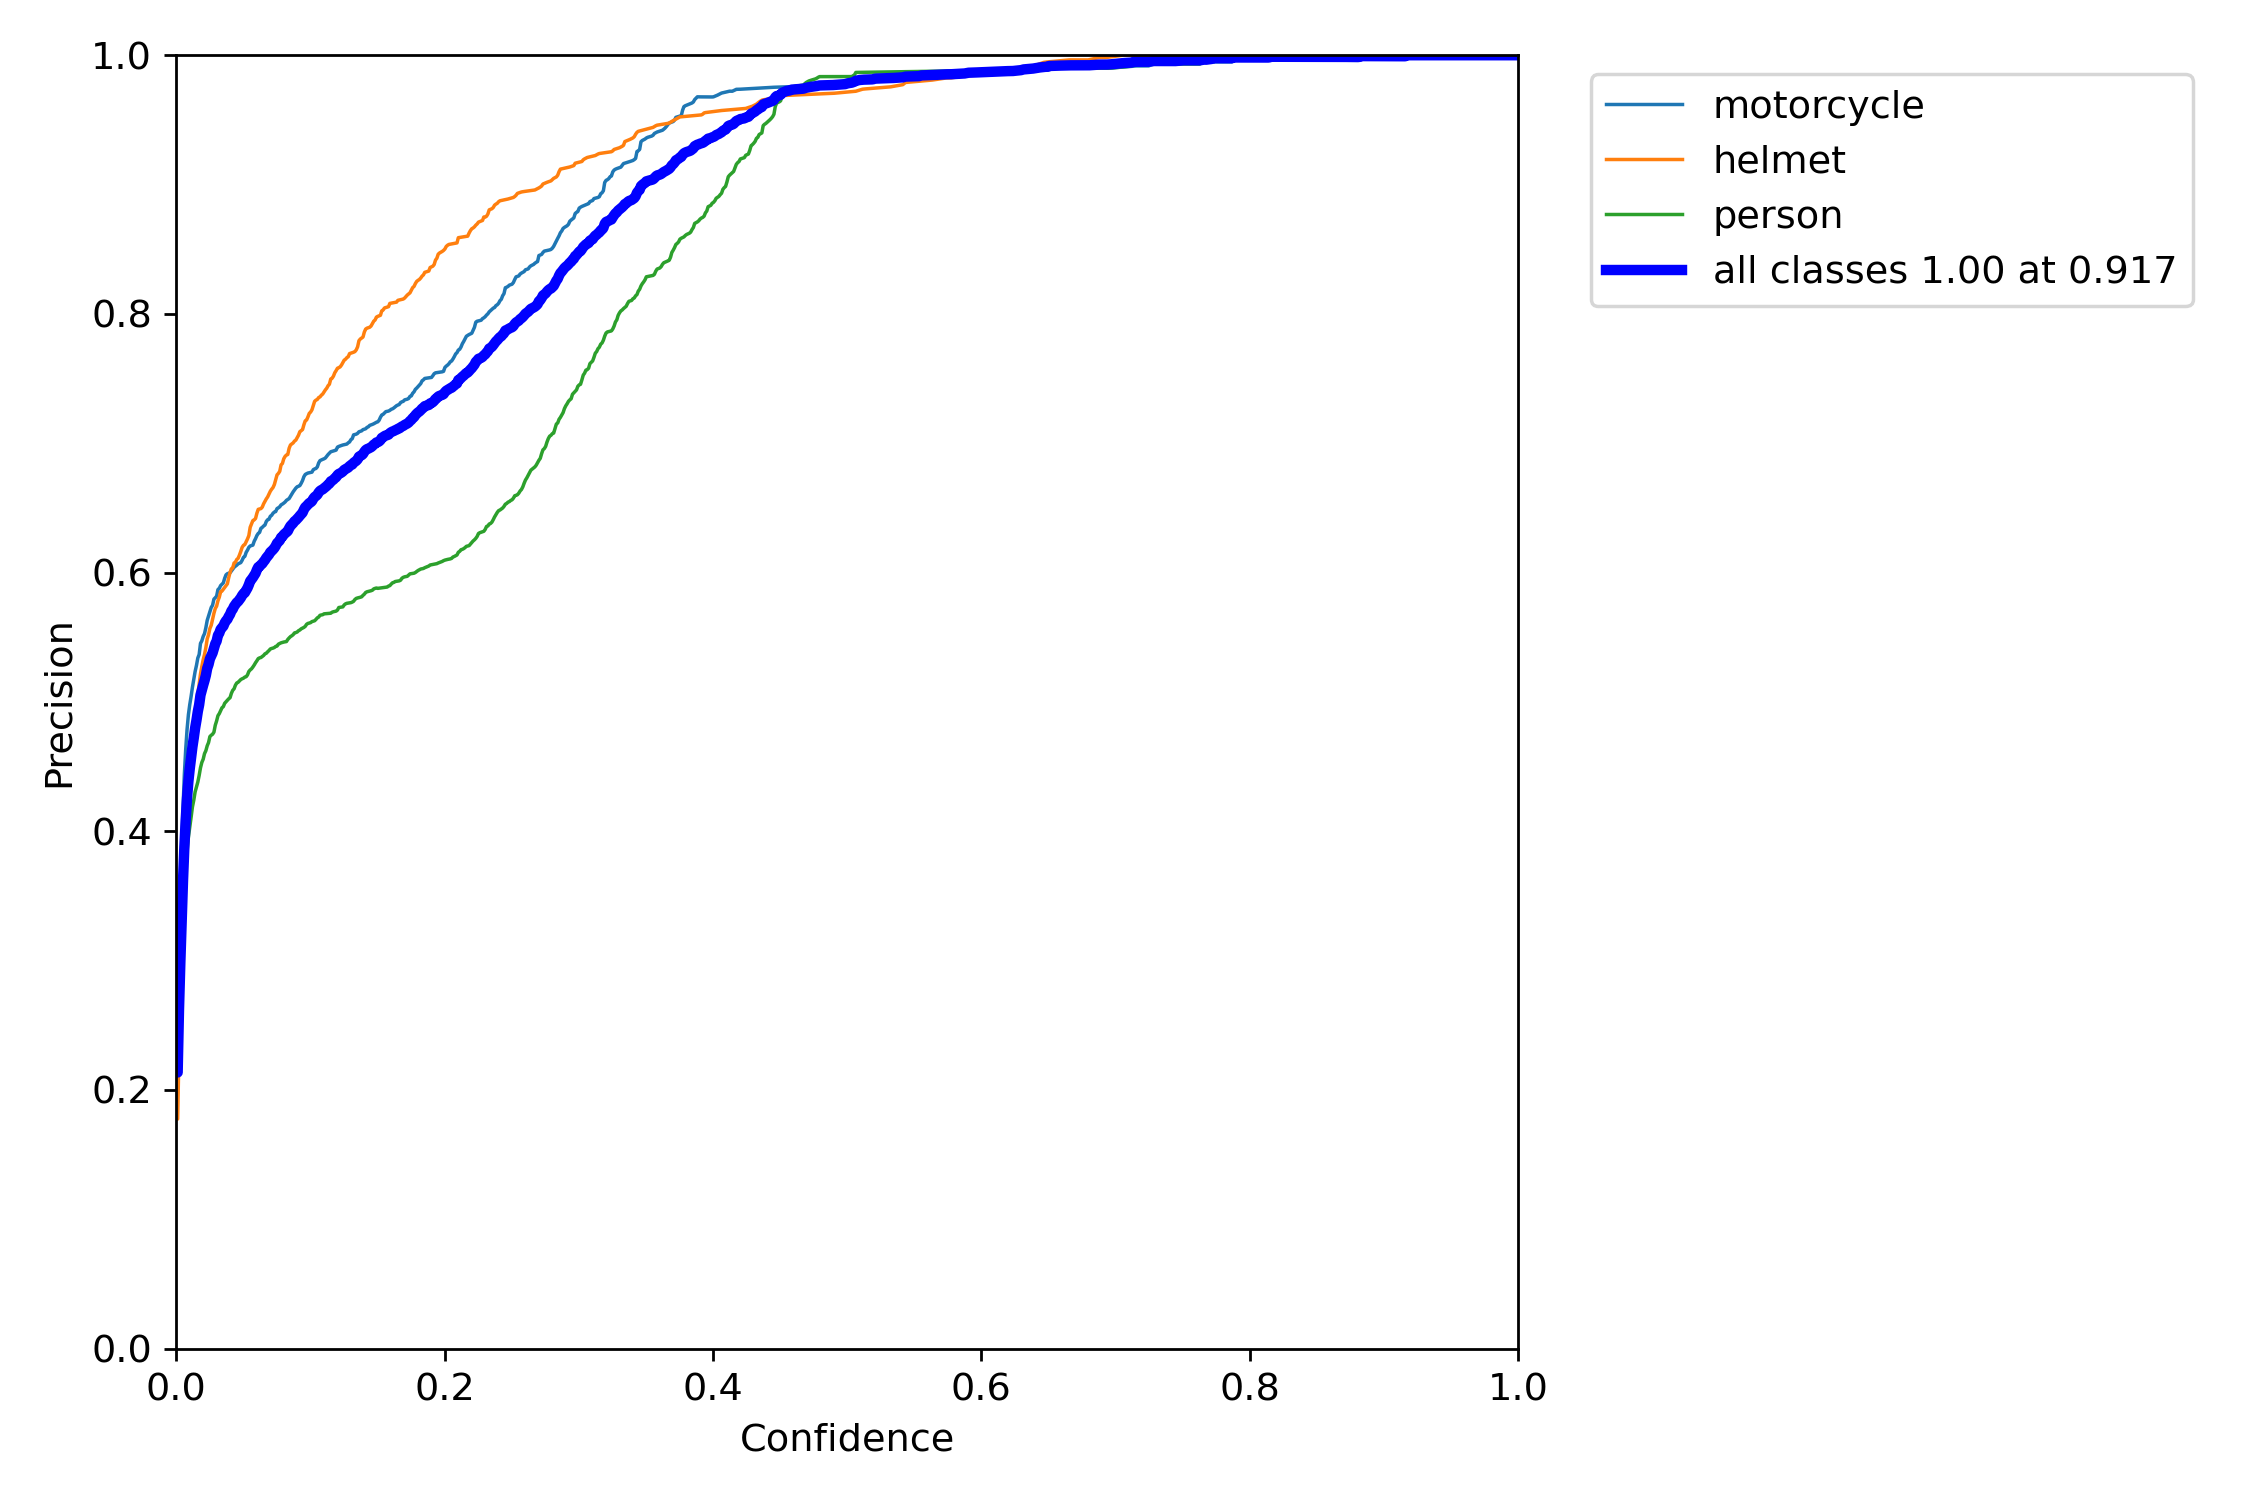 1.0
0.8
0.6
0.4
0.2
0.0
Precision
0.0 0.2 0.4 0.6 0.8 1.0
Confidence
motorcycle
helmet
person
all classes 1.00 at 0.917